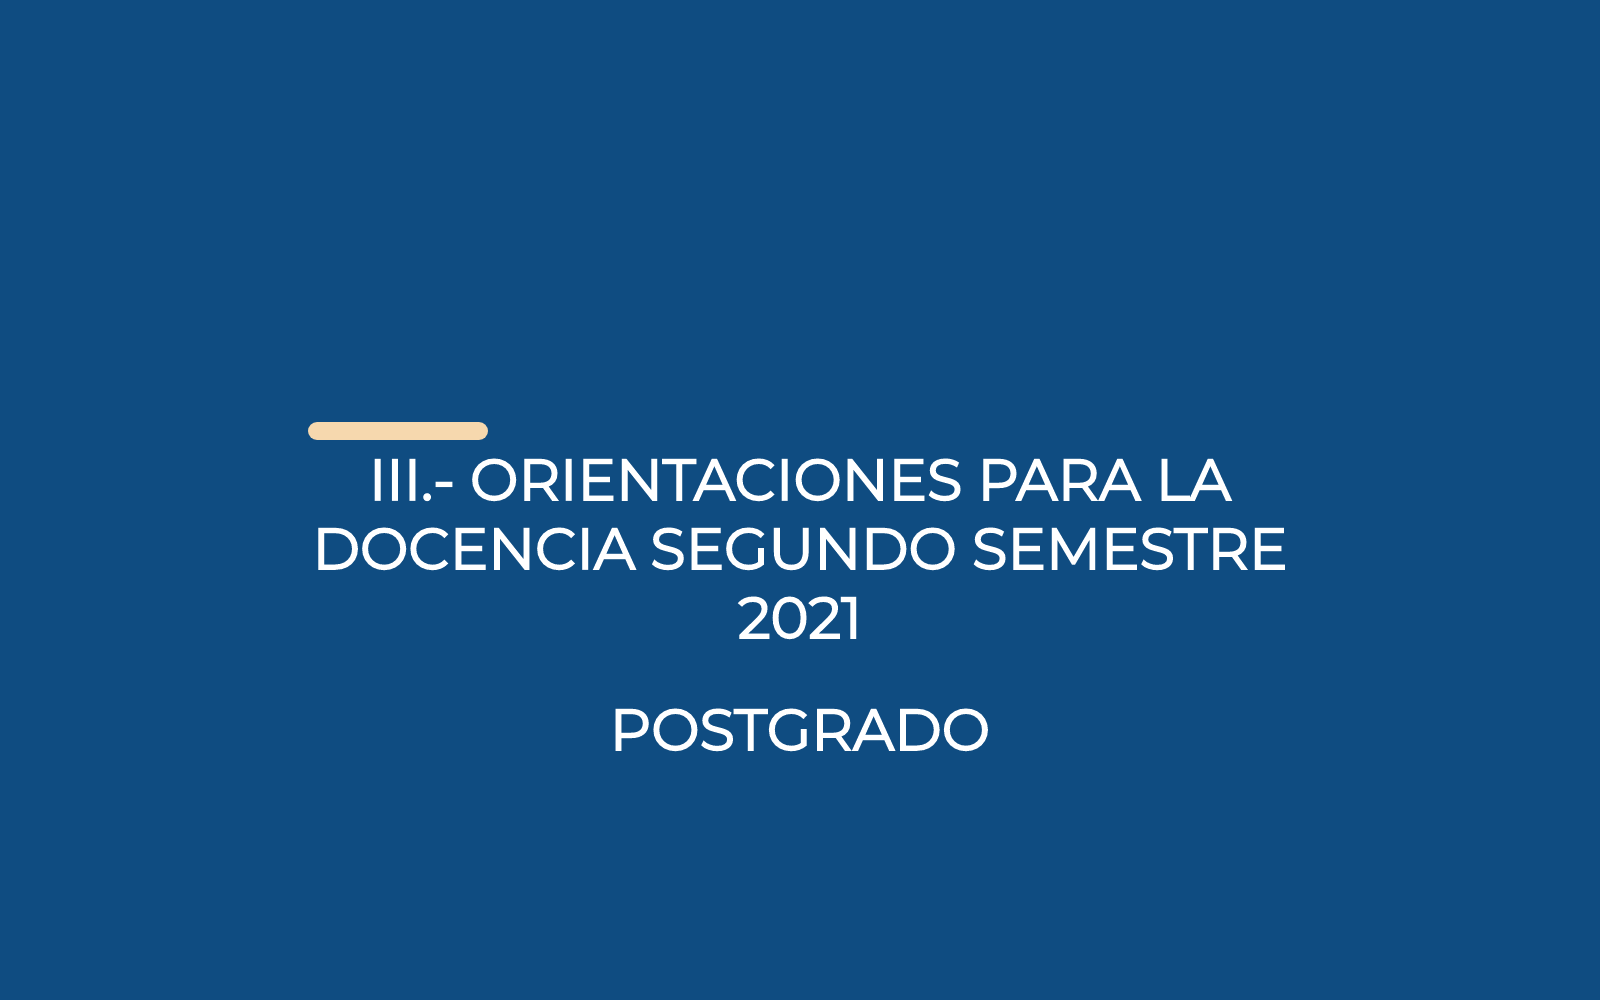 III.- ORIENTACIONES PARA LA
DOCENCIA SEGUNDO SEMESTRE
2021
POSTGRADO